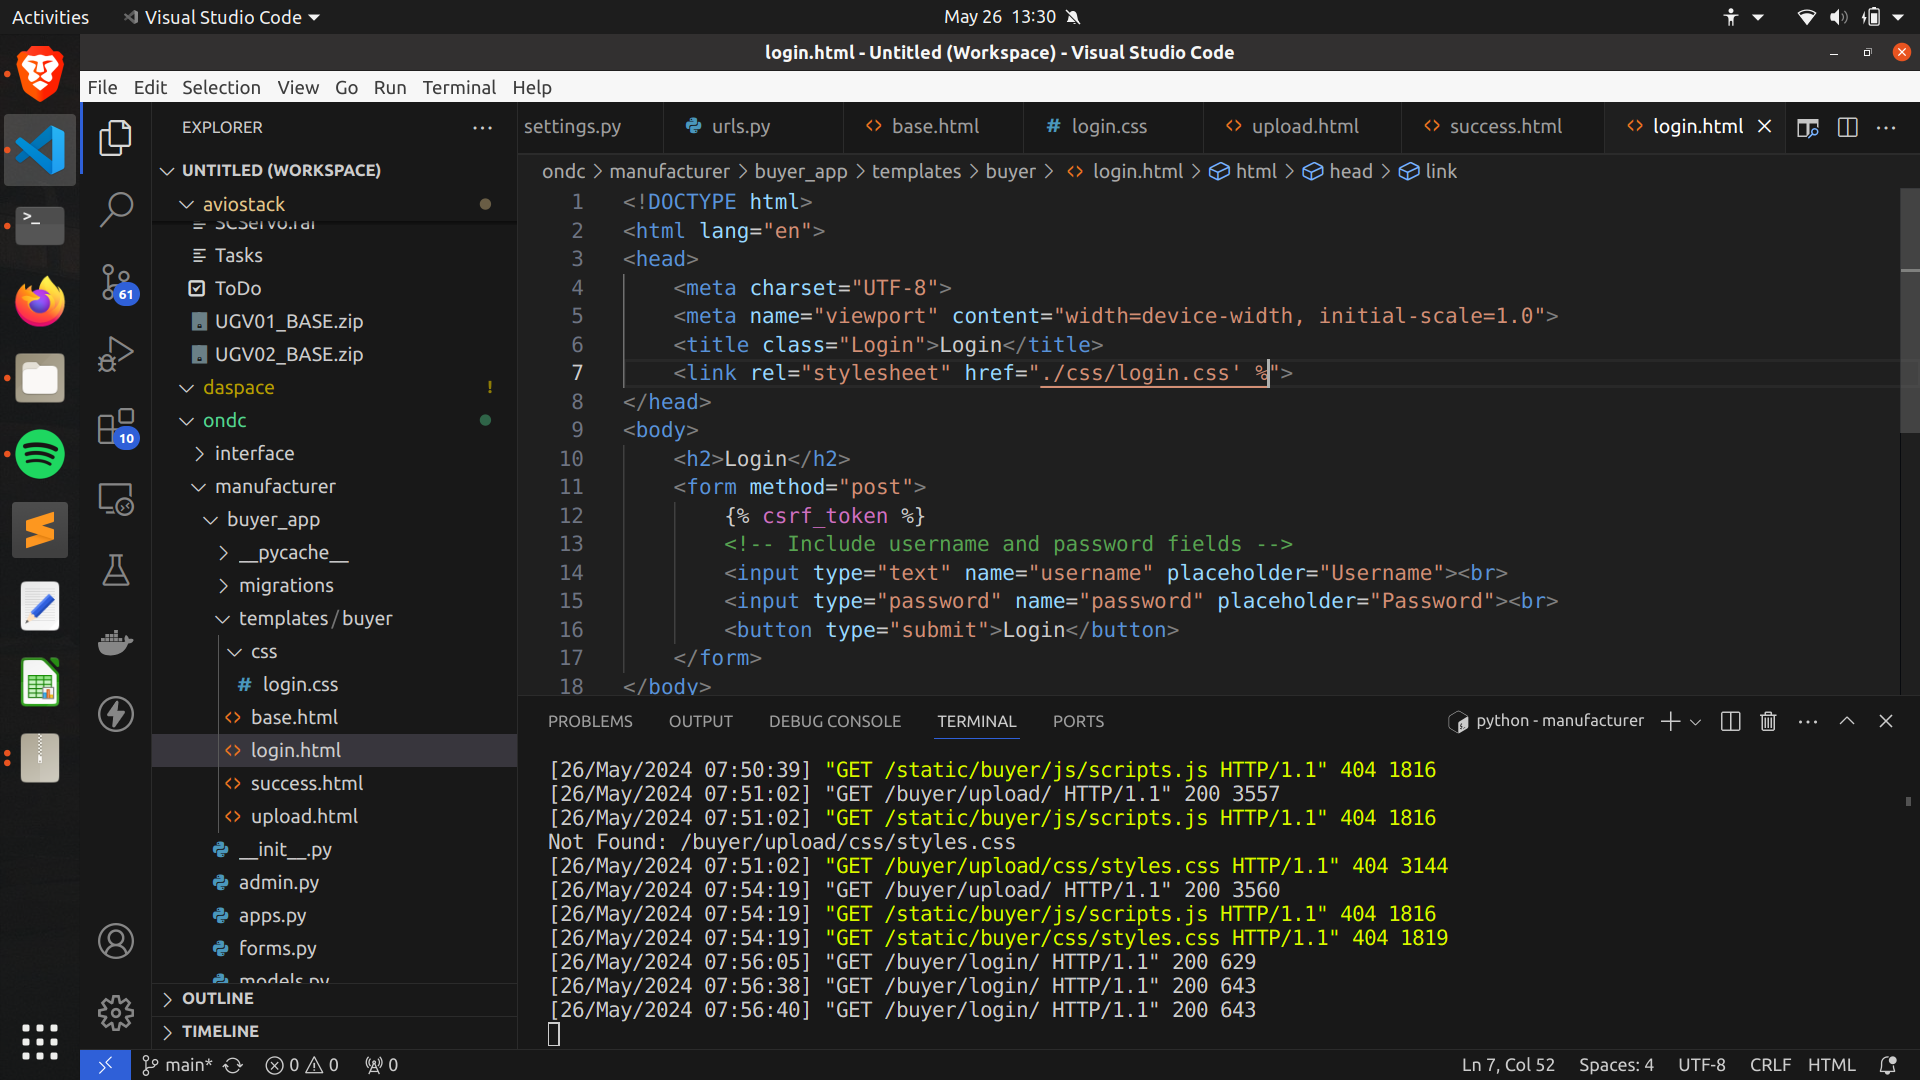 Activities
Visual Studio Code
May 26 13:30
login.html - Untitled (Workspace) - Visual Studio Code
File Edit Selection View Go Run Terminal Help
EXPLORER
UNTITLED (WORKSPACE)
aviostack
SCServo.rar
Tasks
ToDo
UGV01_BASE.zip
UGV02_BASE.zip
daspace !
ondc
interface
manufacturer
buyer_app
__pycache__
migrations
templates/buyer
css
# login.css
<> base.html
<> login.html
<> success.html
<> upload.html
__init__.py
admin.py
apps.py
forms.py
models.py
OUTLINE
TIMELINE
61
10
settings.py urls.py <> base.html # login.css <> upload.html <> success.html <> login.html
ondc > manufacturer > buyer_app > templates > buyer > <> login.html > html > head > link
1 <!DOCTYPE html>
2 <html lang="en">
3 <head>
4 <meta charset="UTF-8">
5 <meta name="viewport" content="width=device-width, initial-scale=1.0">
6 <title class="Login">Login</title>
7 <link rel="stylesheet" href="./css/login.css' %">
8 </head>
9 <body>
10 <h2>Login</h2>
11 <form method="post">
12 {% csrf_token %}
13 <!-- Include username and password fields -->
14 <input type="text" name="username" placeholder="Username"><br>
15 <input type="password" name="password" placeholder="Password"><br>
16 <button type="submit">Login</button>
17 </form>
18 </body>
PROBLEMS OUTPUT DEBUG CONSOLE TERMINAL PORTS
python - manufacturer
[26/May/2024 07:50:39] "GET /static/buyer/js/scripts.js HTTP/1.1" 404 1816
[26/May/2024 07:51:02] "GET /buyer/upload/ HTTP/1.1" 200 3557
[26/May/2024 07:51:02] "GET /static/buyer/js/scripts.js HTTP/1.1" 404 1816
Not Found: /buyer/upload/css/styles.css
[26/May/2024 07:51:02] "GET /buyer/upload/css/styles.css HTTP/1.1" 404 3144
[26/May/2024 07:54:19] "GET /buyer/upload/ HTTP/1.1" 200 3560
[26/May/2024 07:54:19] "GET /static/buyer/js/scripts.js HTTP/1.1" 404 1816
[26/May/2024 07:54:19] "GET /static/buyer/css/styles.css HTTP/1.1" 404 1819
[26/May/2024 07:56:05] "GET /buyer/login/ HTTP/1.1" 200 629
[26/May/2024 07:56:38] "GET /buyer/login/ HTTP/1.1" 200 643
[26/May/2024 07:56:40] "GET /buyer/login/ HTTP/1.1" 200 643
main* 0 0 0
Ln 7, Col 52 Spaces: 4 UTF-8 CRLF HTML